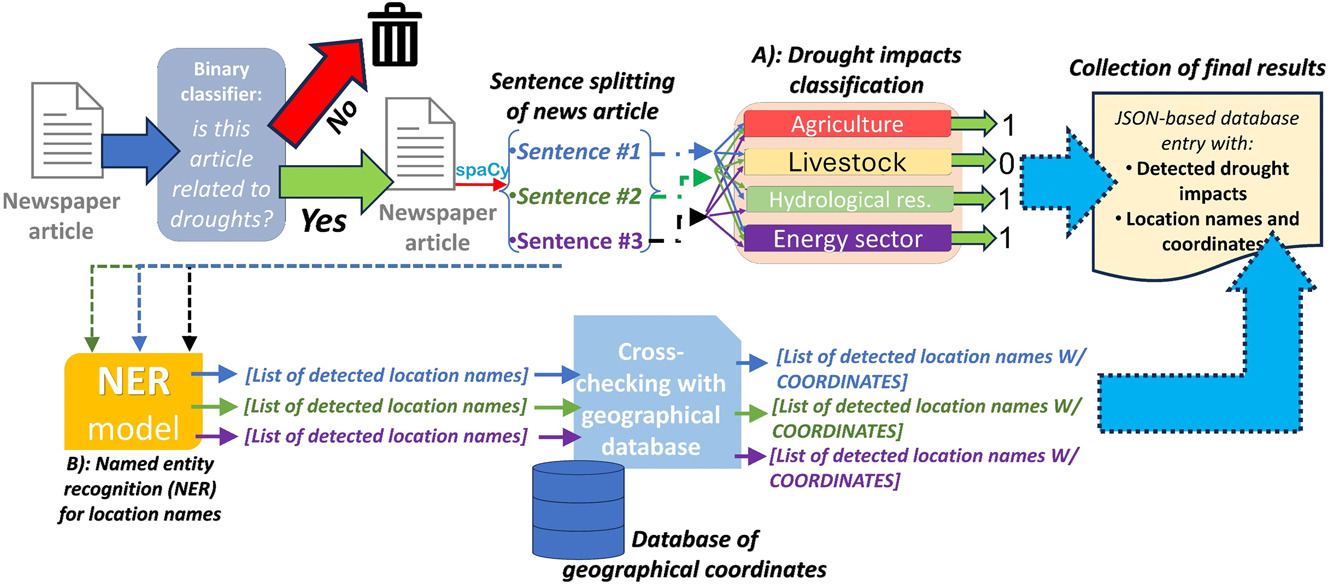 Newspaper
article
Binary
classifier:
is this
article
related to
droughts?
No
Yes
Newspaper
article
spaCy
Sentence splitting
of news article
•Sentence #1
•Sentence #2
•Sentence #3
A): Drought impacts
classification
Agriculture
1
Livestock
0
Hydrological res.
1
Energy sector
1
Collection of final results
JSON-based database
entry with:
• Detected drought
impacts
• Location names and
coordinates
NER
model
B): Named entity
recognition (NER)
for location names
[List of detected location names]
[List of detected location names]
[List of detected location names]
Cross-
checking with
geographical
database
[List of detected location names W/
COORDINATES]
[List of detected location names W/
COORDINATES]
[List of detected location names W/
COORDINATES]
Database of
geographical coordinates